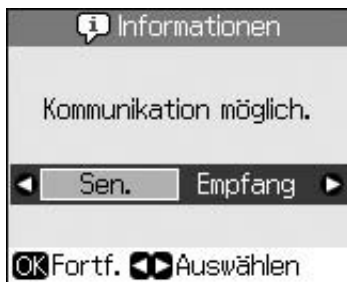 Informationen
Kommunikation möglich.
Sen. Empfang
OK Fortf. Auswählen